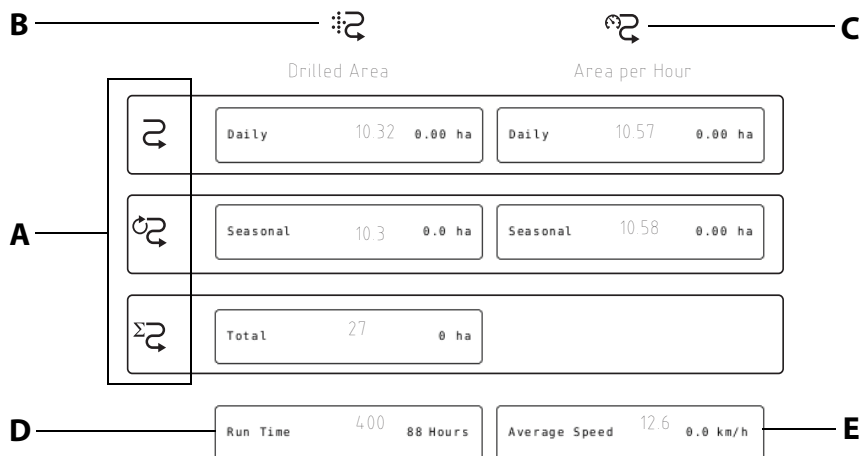 B
C
Drilled Area Area per Hour
Daily 10.32 0.00 ha Daily 10.57 0.00 ha
A
Seasonal 10.3 0.0 ha Seasonal 10.58 0.00 ha
Σ
Total 27 0 ha
D
Run Time 400 88 Hours Average Speed 12.6 0.0 km/h
E